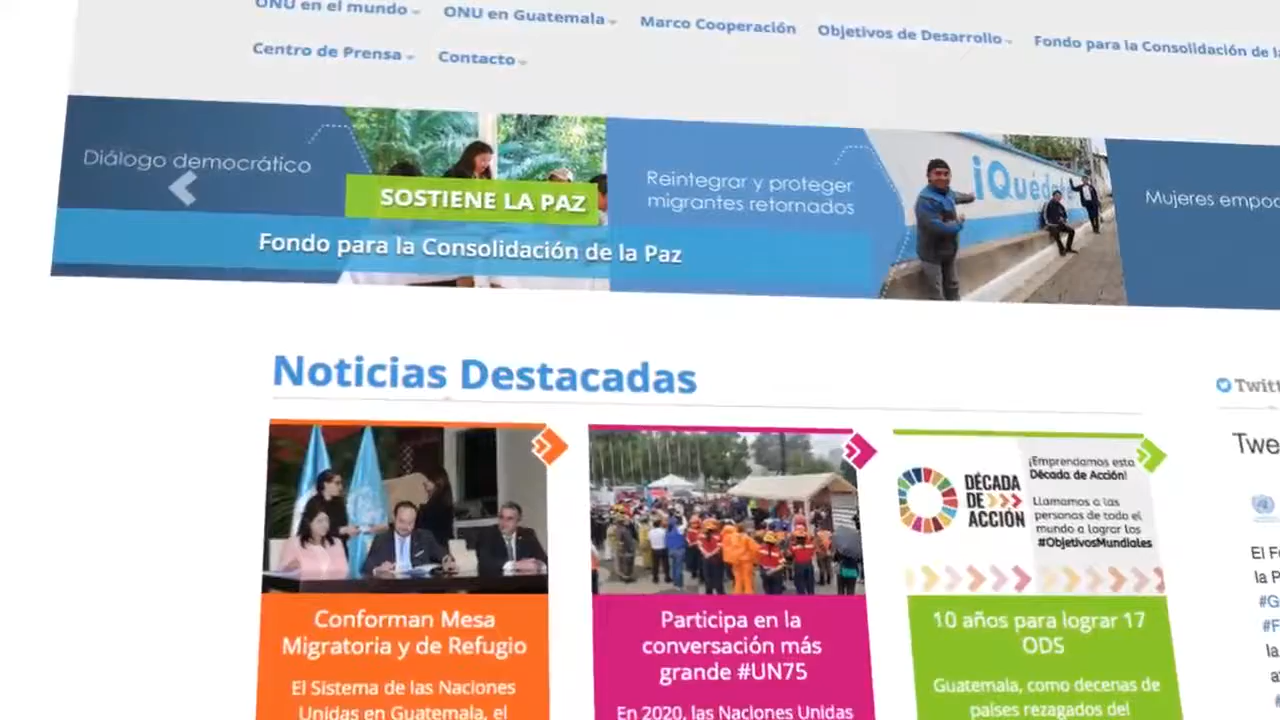 ONU en el mundo
ONU en Guatemala
Marco Cooperación
Objetivos de Desarrollo
Fondo para la Consolidación de
Centro de Prensa
Contacto
Diálogo democrático
SOSTIENE LA PAZ
Fondo para la Consolidación de la Paz
Reintegrar y proteger
migrantes retornados
Mujeres
Noticias Destacadas
DÉCADA
DE
ACCIÓN
¡Emprendamos esta
Década de Acción!
Llamamos a las
personas de todo el
mundo a lograr los
#ObjetivosMundiales
Conforman Mesa
Migratoria y de Refugio
El Sistema de las Naciones
Unidas en Guatemala, el
Participa en la
conversación más
grande #UN75
En 2020, las Naciones Unidas
10 años para lograr 17
ODS
Guatemala, como decenas de
países rezagados del
El
la